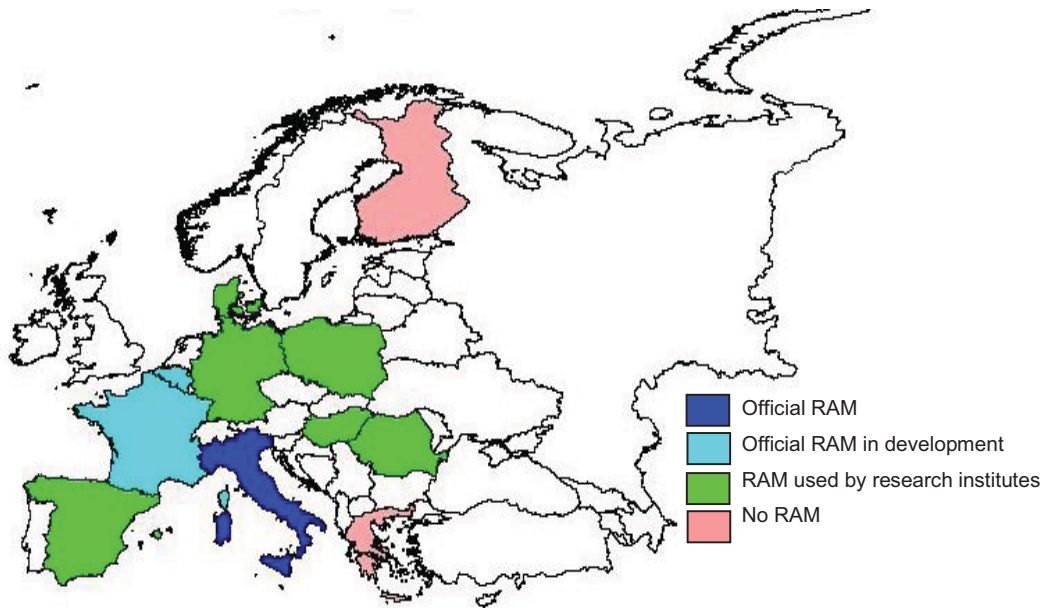 Official RAM
Official RAM in development
RAM used by research institutes
No RAM